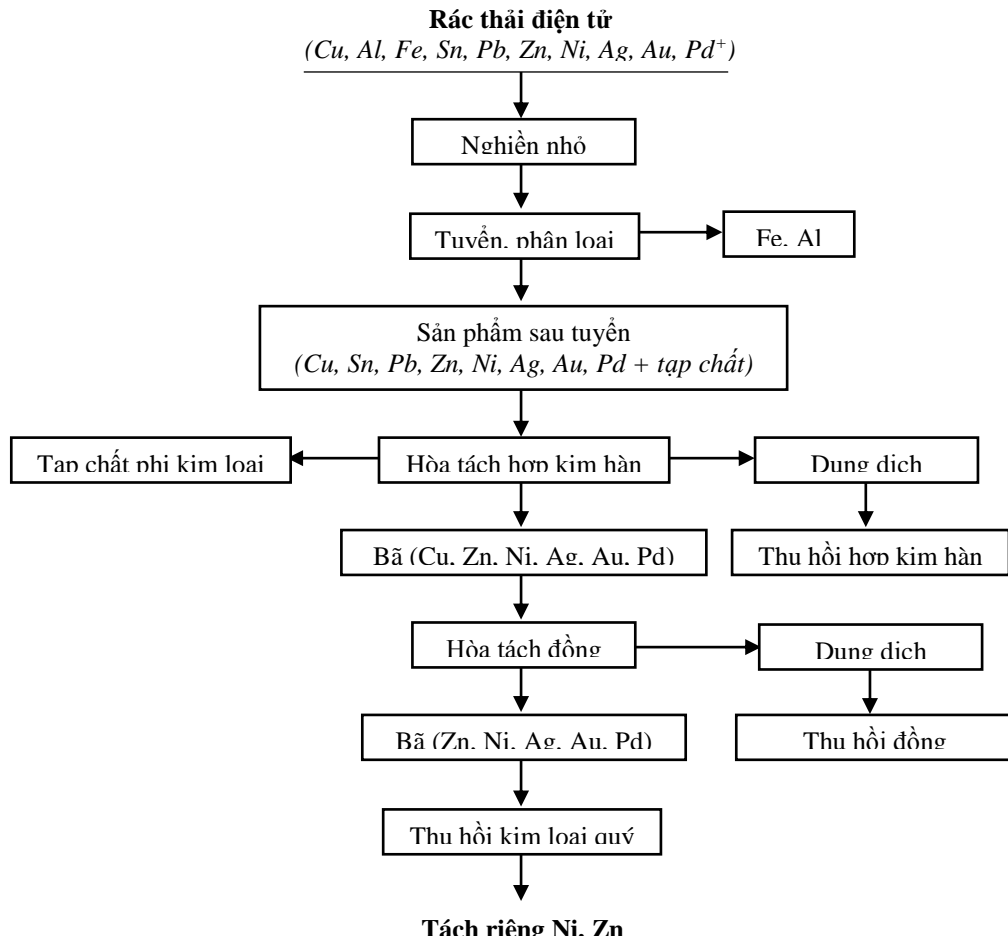 Rác thải điện tử
(Cu, Al, Fe, Sn, Pb, Zn, Ni, Ag, Au, Pd⁺)
Nghiền nhỏ
Tuyển, phân loại
Fe, Al
Sản phẩm sau tuyển
(Cu, Sn, Pb, Zn, Ni, Ag, Au, Pd + tạp chất)
Tạp chất phi kim loại
Hòa tách hợp kim hàn
Dung dịch
Bã (Cu, Zn, Ni, Ag, Au, Pd)
Thu hồi hợp kim hàn
Hòa tách đồng
Dung dịch
Bã (Zn, Ni, Ag, Au, Pd)
Thu hồi đồng
Thu hồi kim loại quý
Tách riêng Ni, Zn